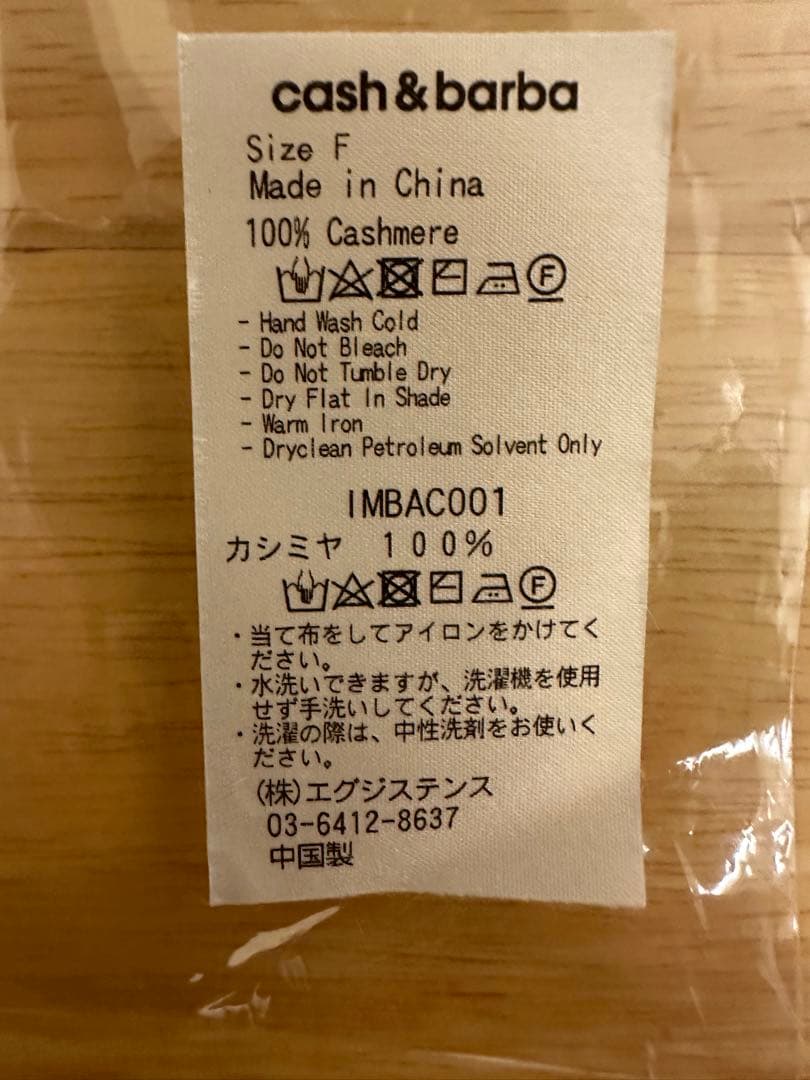 cash&barba
Size F
Made in China
100% Cashmere
F
- Hand Wash Cold
- Do Not Bleach
- Do Not Tumble Dry
- Dry Flat In Shade
- Warm Iron
- Dryclean Petroleum Solvent Only
IMBAC001
カシミヤ 100%
F
・当て布をしてアイロンをかけてく
ださい。
・水洗いできますが、洗濯機を使用
せず手洗いしてください。
・洗濯の際は、中性洗剤をお使いく
ださい。
(株)エグジステンス
03-6412-8637
中国製